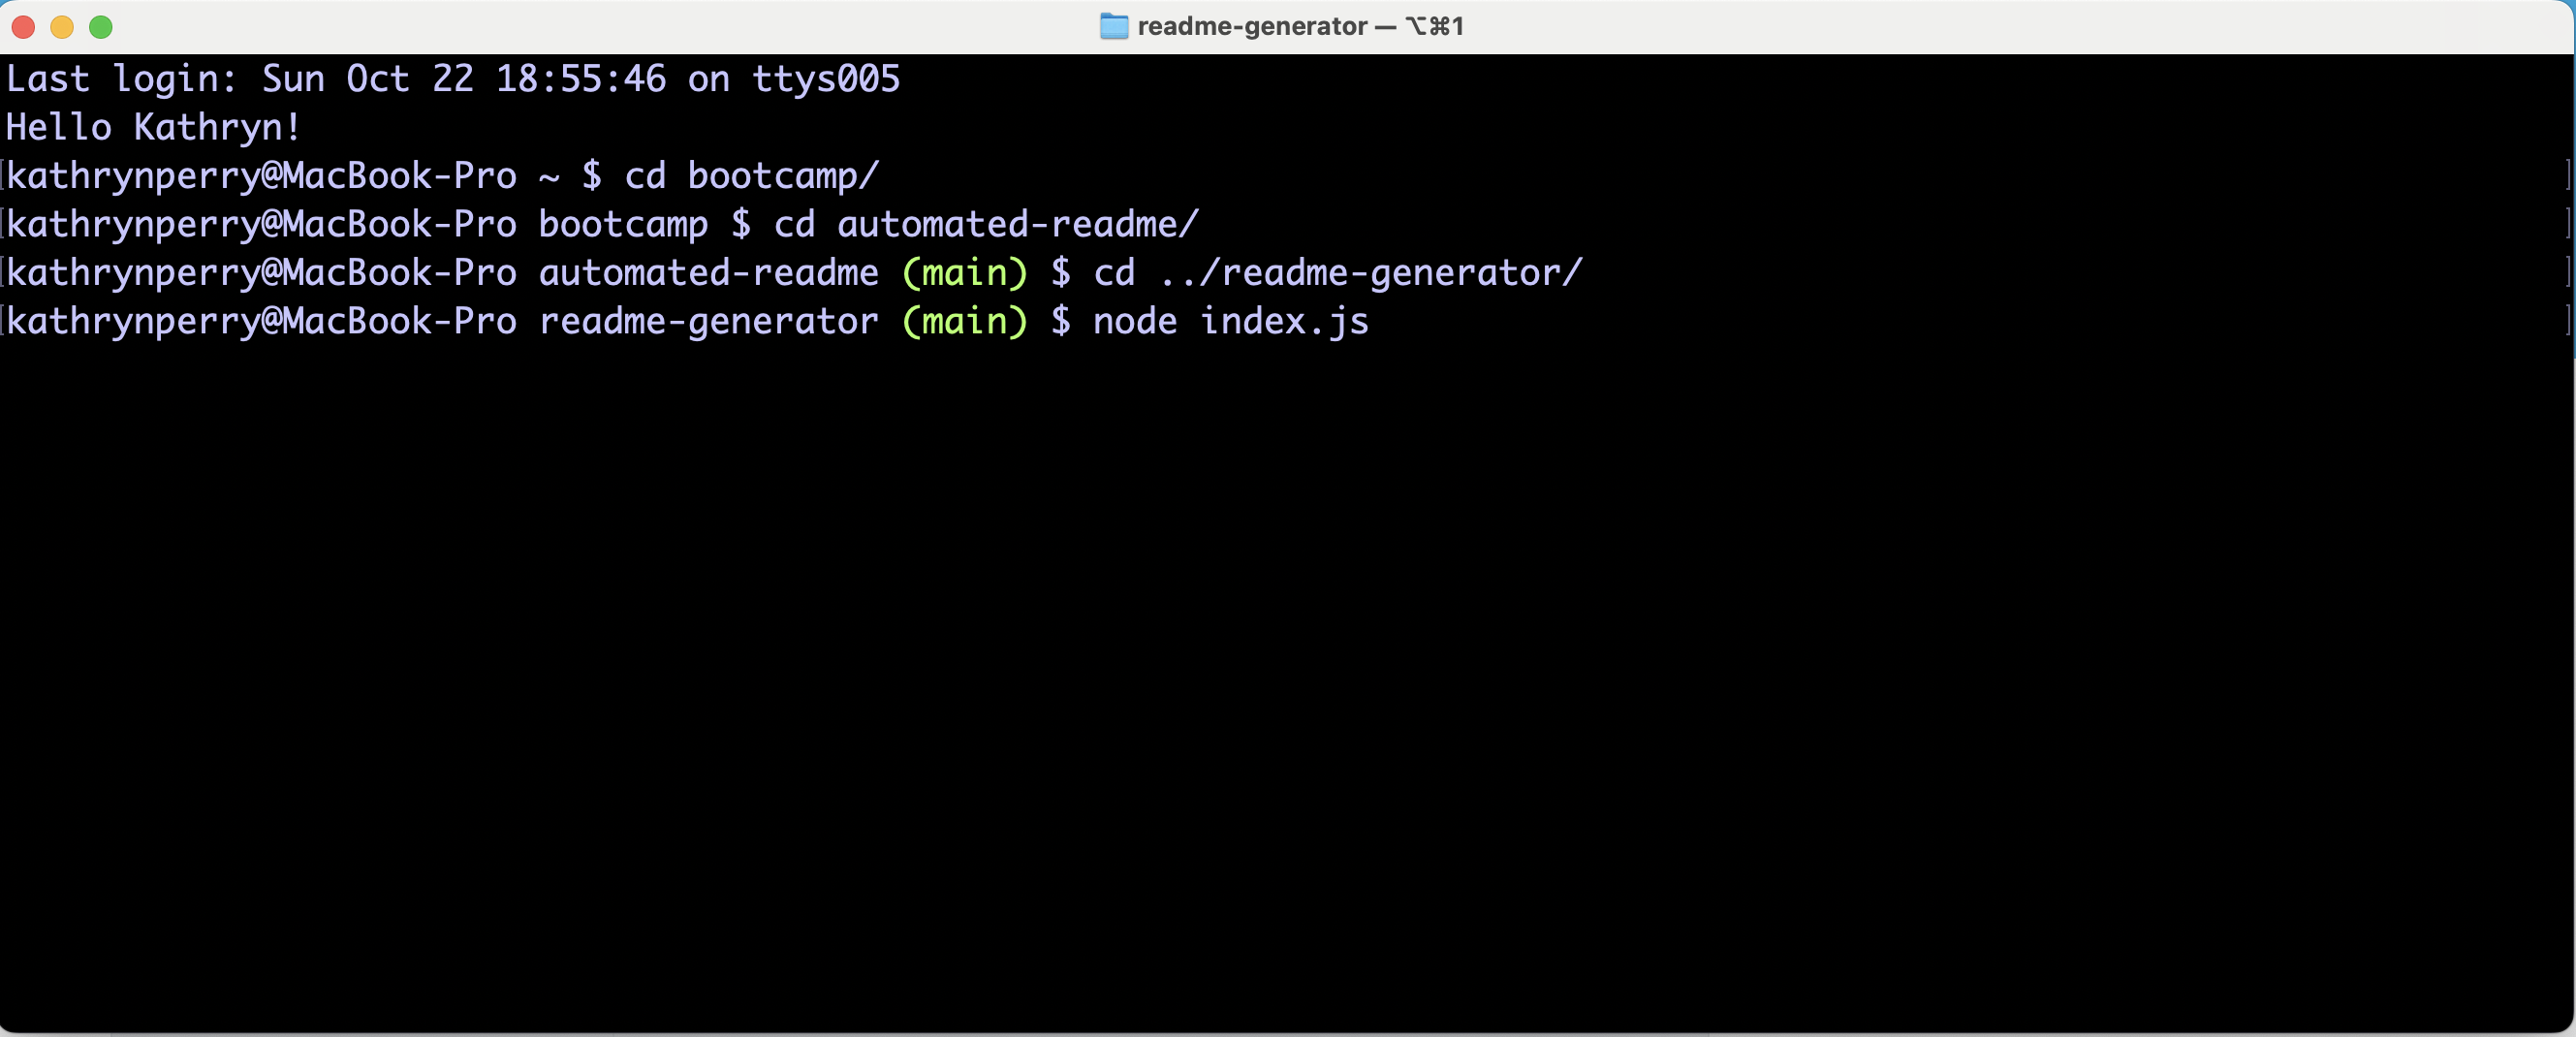 readme-generator — ⌥⌘1
Last login: Sun Oct 22 18:55:46 on ttys005
Hello Kathryn!
[kathrynperry@MacBook-Pro ~ $ cd bootcamp/ ]
[kathrynperry@MacBook-Pro bootcamp $ cd automated-readme/ ]
[kathrynperry@MacBook-Pro automated-readme (main) $ cd ../readme-generator/ ]
[kathrynperry@MacBook-Pro readme-generator (main) $ node index.js ]